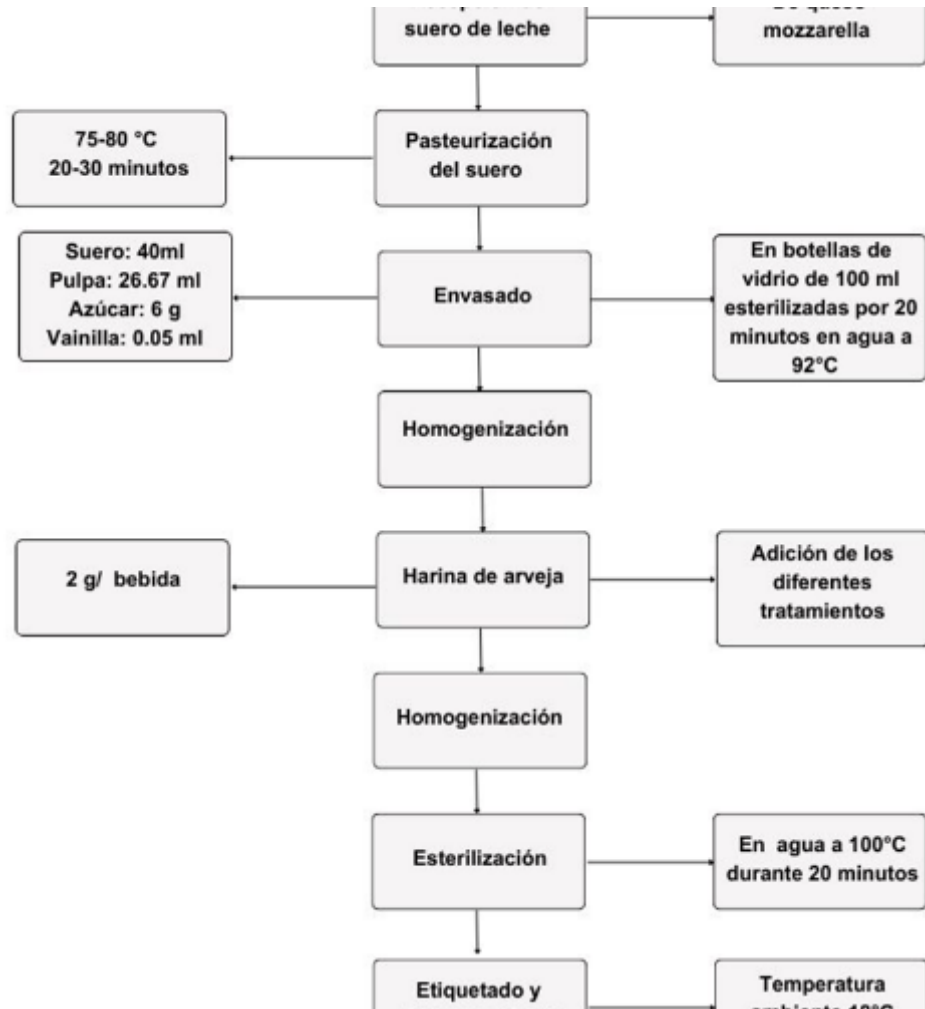 suero de leche
mozzarella
75-80 °C
20-30 minutos
Pasteurización
del suero
Suero: 40ml
Pulpa: 26.67 ml
Azúcar: 6 g
Vainilla: 0.05 ml
Envasado
En botellas de
vidrio de 100 ml
esterilizadas por 20
minutos en agua a
92°C
Homogenización
2 g/ bebida
Harina de arveja
Adición de los
diferentes
tratamientos
Homogenización
Esterilización
En agua a 100°C
durante 20 minutos
Etiquetado y
Temperatura